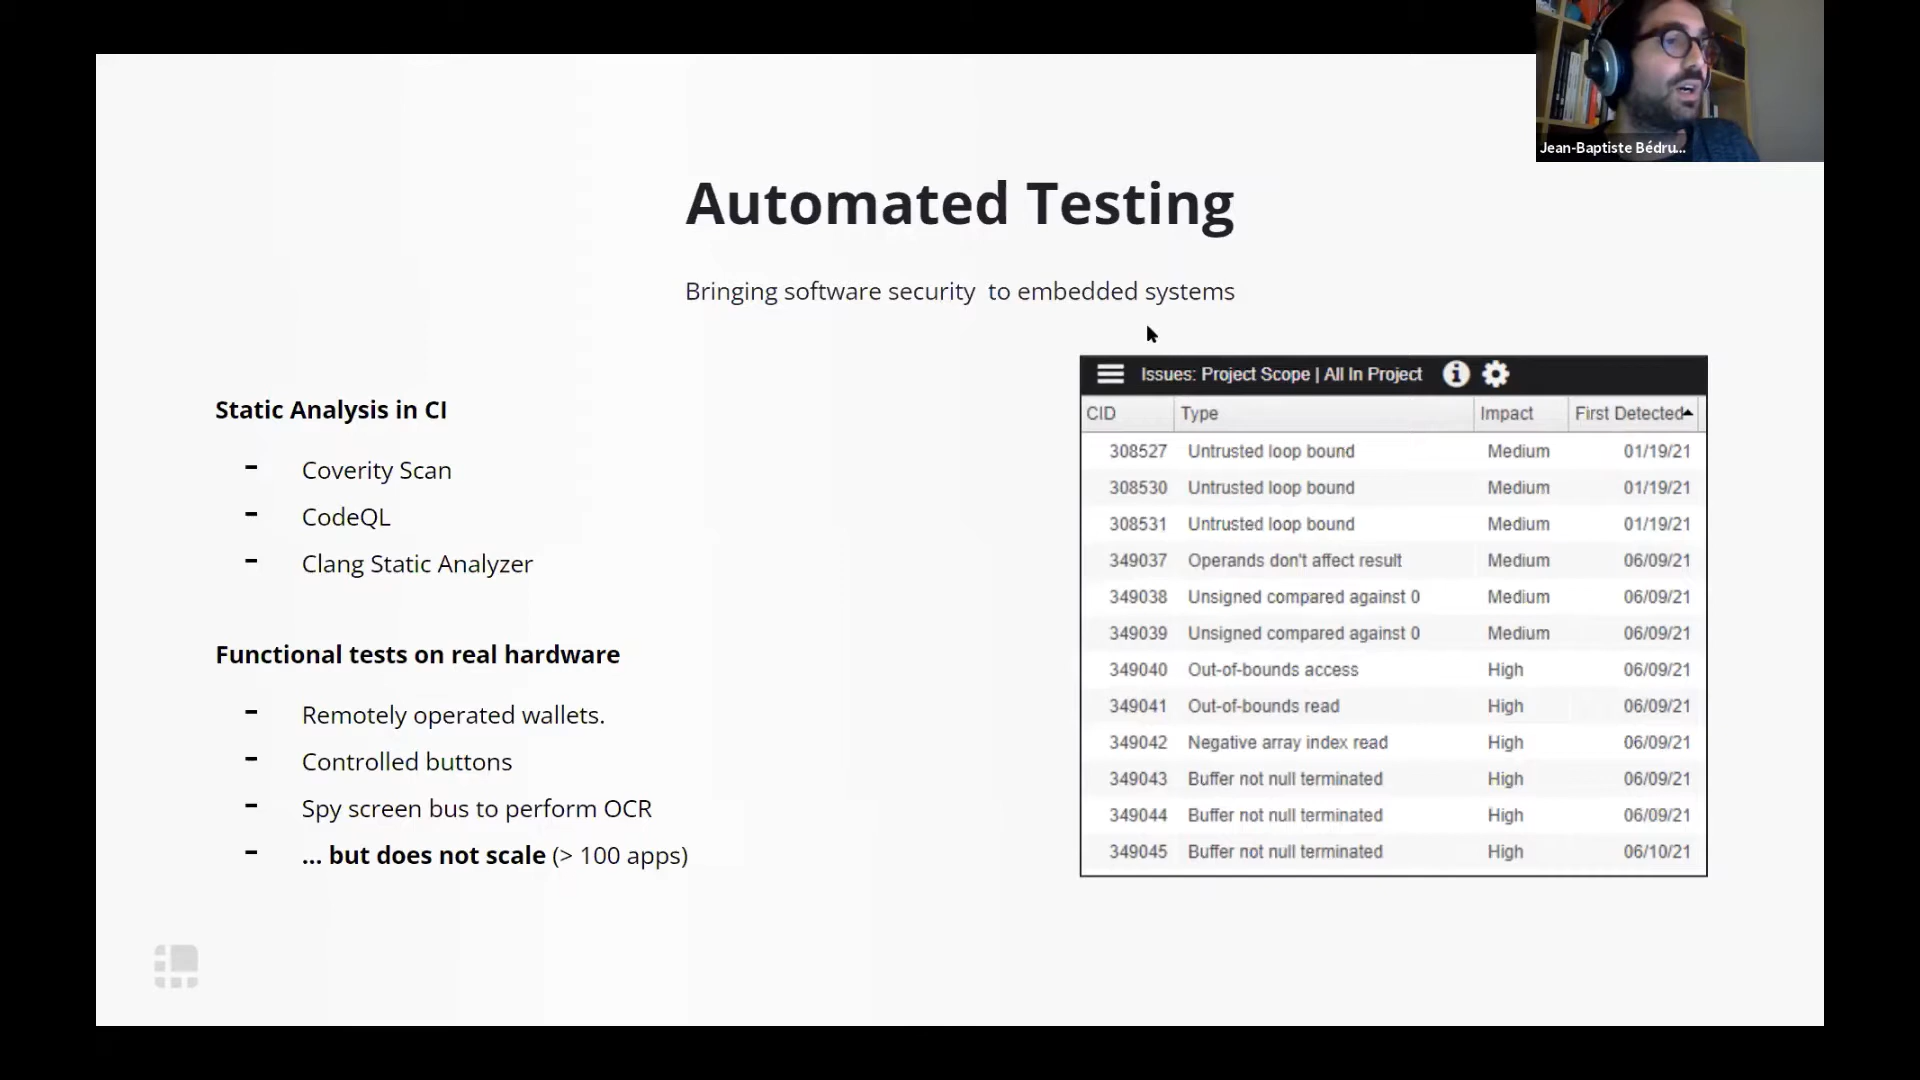 Jean-Baptiste Bédru...
Automated Testing
Bringing software security to embedded systems
Static Analysis in CI
- Coverity Scan
- CodeQL
- Clang Static Analyzer
Functional tests on real hardware
- Remotely operated wallets.
- Controlled buttons
- Spy screen bus to perform OCR
- ... but does not scale (> 100 apps)
Issues: Project Scope | All In Project
CID Type Impact First Detected
308527 Untrusted loop bound Medium 01/19/21
308530 Untrusted loop bound Medium 01/19/21
308531 Untrusted loop bound Medium 01/19/21
349037 Operands don't affect result Medium 06/09/21
349038 Unsigned compared against 0 Medium 06/09/21
349039 Unsigned compared against 0 Medium 06/09/21
349040 Out-of-bounds access High 06/09/21
349041 Out-of-bounds read High 06/09/21
349042 Negative array index read High 06/09/21
349043 Buffer not null terminated High 06/09/21
349044 Buffer not null terminated High 06/09/21
349045 Buffer not null terminated High 06/10/21